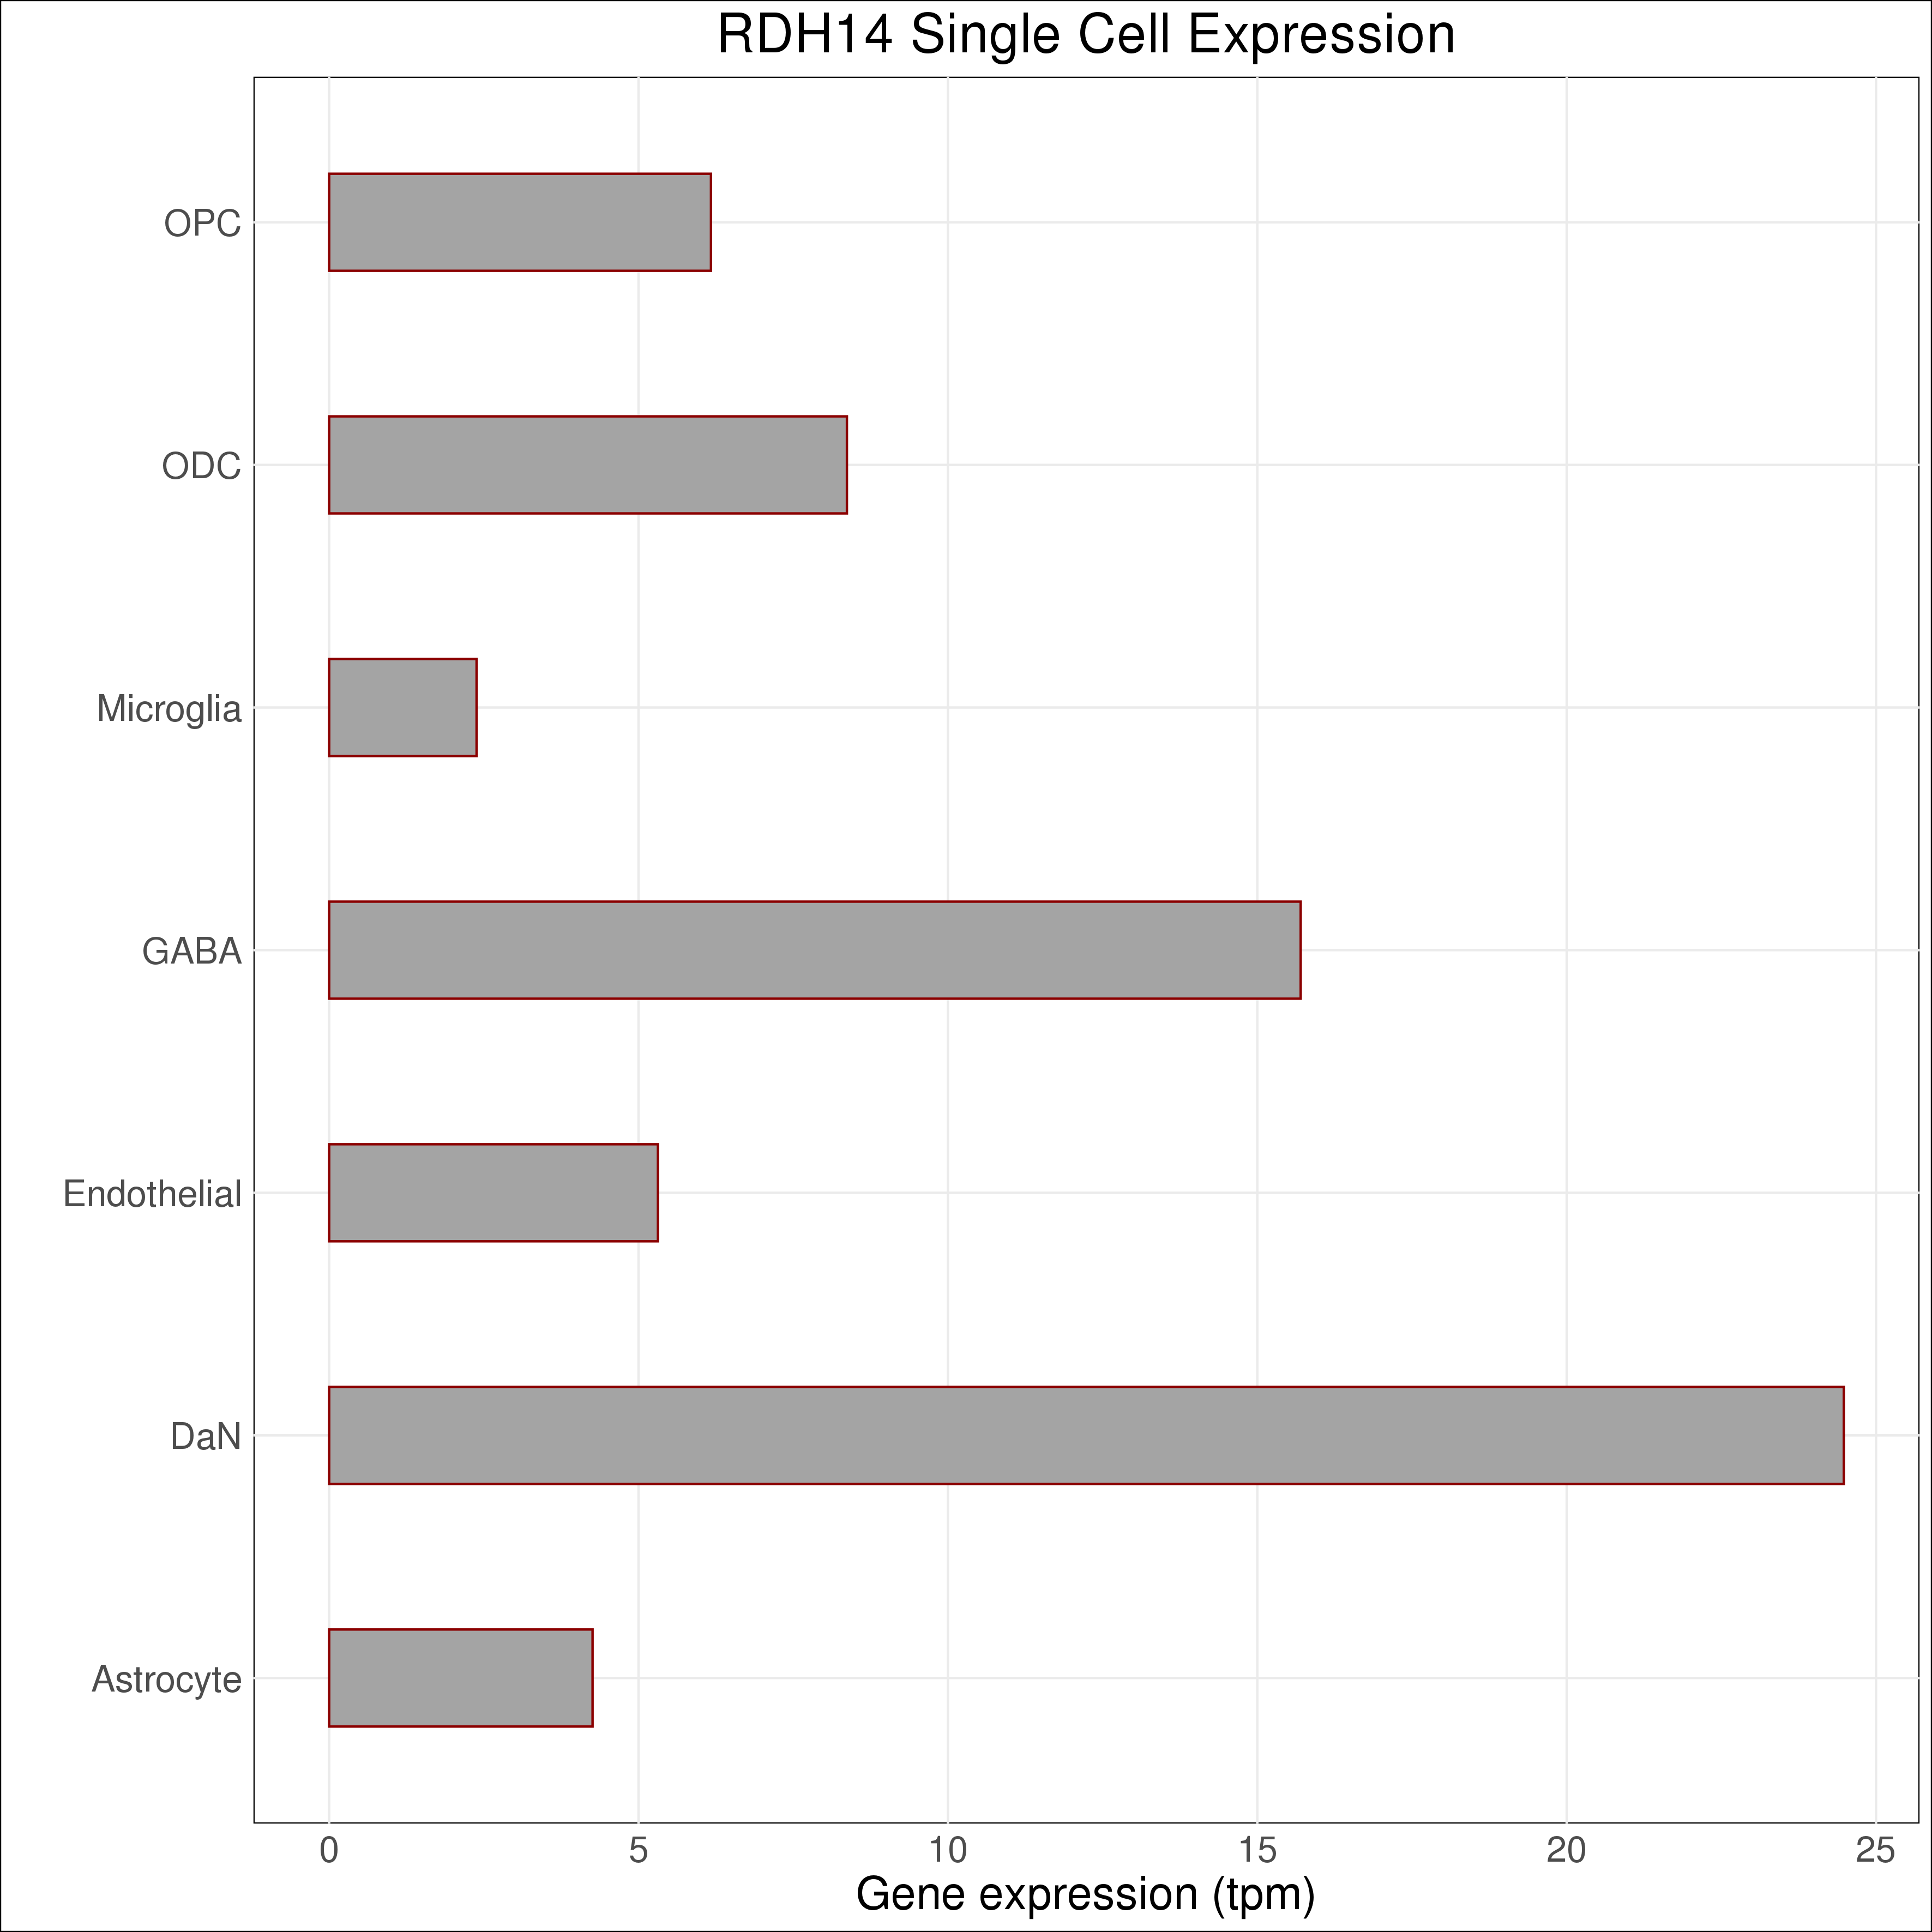 RDH14 Single Cell Expression
OPC
ODC
Microglia
GABA
Endothelial
DaN
Astrocyte
0 5 10 15 20 25
Gene expression (tpm)